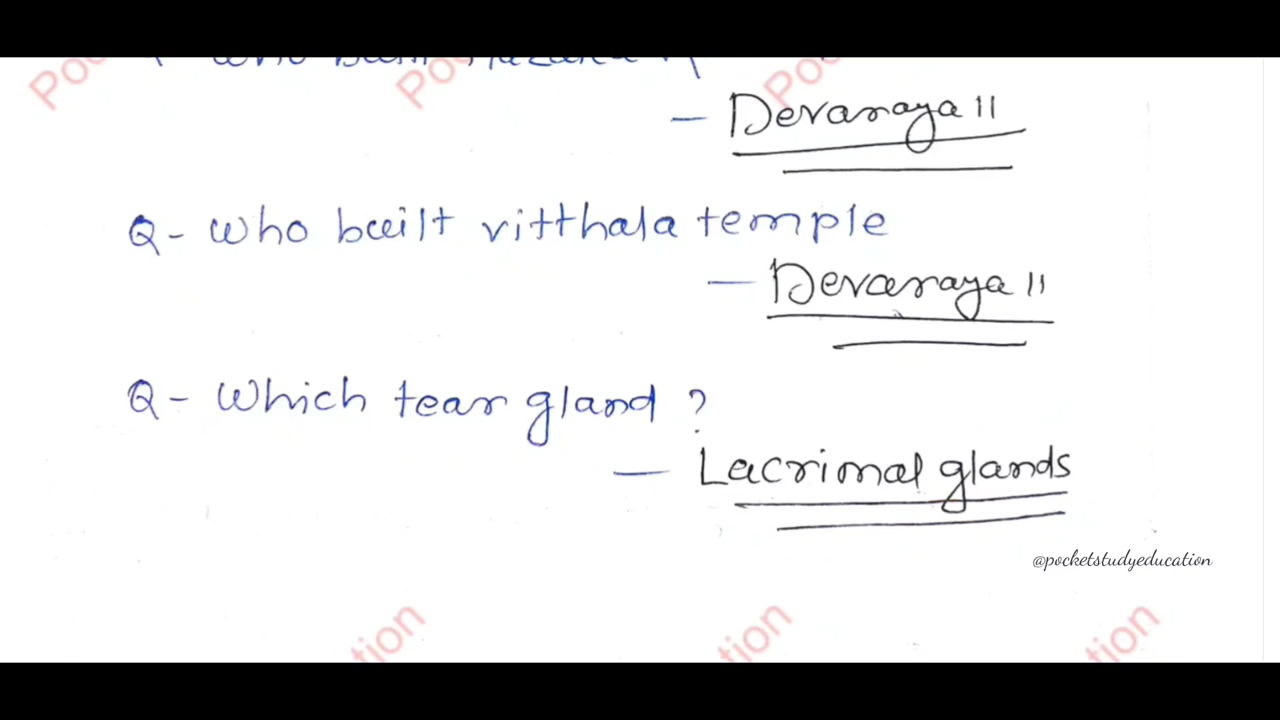 — Devaraya II
Q- Who built vitthala temple
— Devaraya II
Q- Which tear gland ?
— Lacrimal glands
@pocketstudyeducation